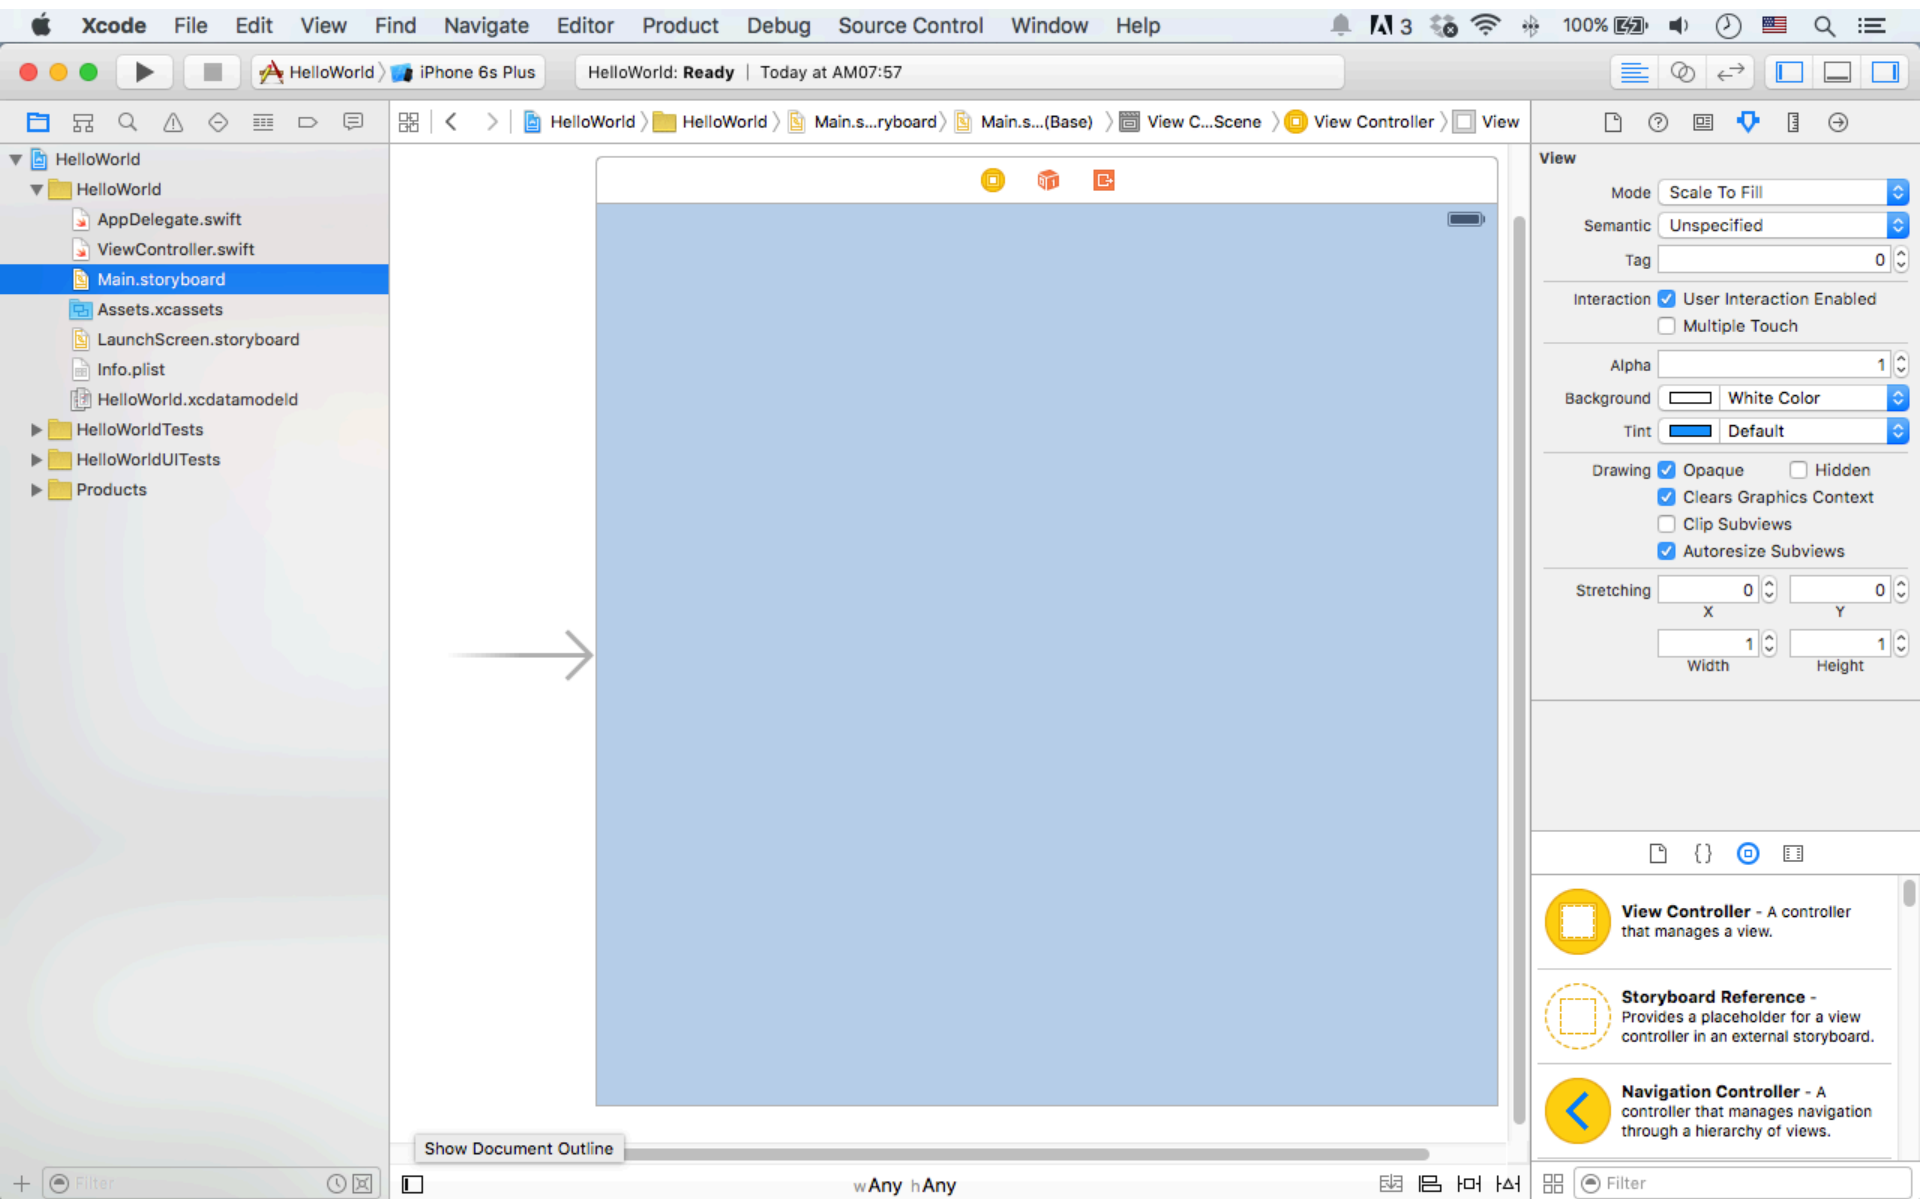 Xcode File Edit View Find Navigate Editor Product Debug Source Control Window Help 3 100%
HelloWorld iPhone 6s Plus HelloWorld: Ready | Today at AM07:57
HelloWorld HelloWorld Main.s...ryboard Main.s...(Base) View C...Scene View Controller View
HelloWorld
HelloWorld
AppDelegate.swift
ViewController.swift
Main.storyboard
Assets.xcassets
LaunchScreen.storyboard
Info.plist
HelloWorld.xcdatamodeld
HelloWorldTests
HelloWorldUITests
Products
Filter
Show Document Outline
wAny hAny
View
Mode Scale To Fill
Semantic Unspecified
Tag 0
Interaction User Interaction Enabled
Multiple Touch
Alpha 1
Background White Color
Tint Default
Drawing Opaque Hidden
Clears Graphics Context
Clip Subviews
Autoresize Subviews
Stretching 0 0
X Y
1 1
Width Height
{}
View Controller - A controller
that manages a view.
Storyboard Reference -
Provides a placeholder for a view
controller in an external storyboard.
Navigation Controller - A
controller that manages navigation
through a hierarchy of views.
Filter